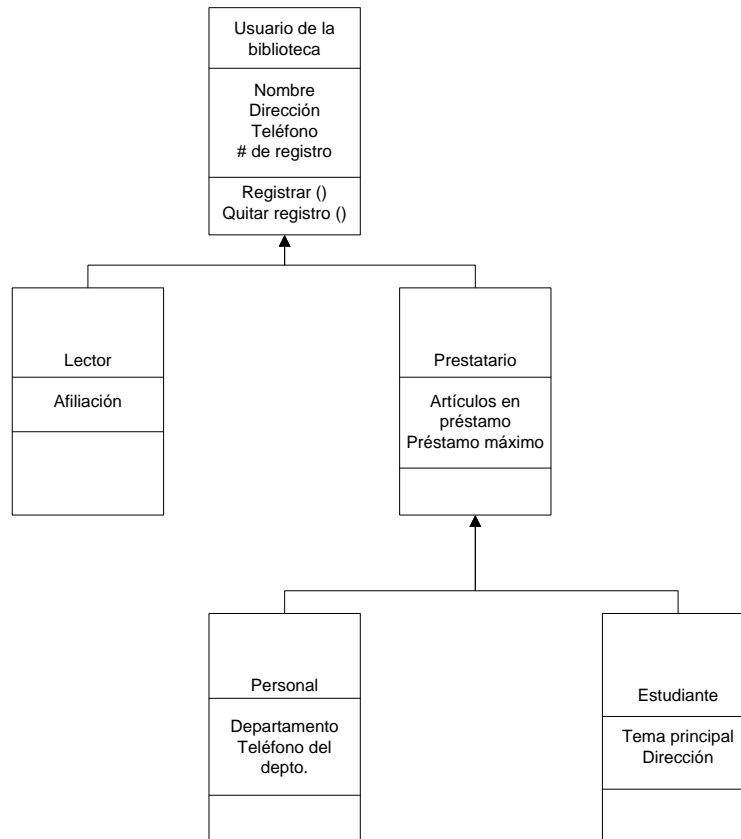 Usuario de la
biblioteca
Nombre
Dirección
Teléfono
# de registro
Registrar ()
Quitar registro ()
Lector
Afiliación
Prestatario
Artículos en
préstamo
Préstamo máximo
Personal
Departamento
Teléfono del
depto.
Estudiante
Tema principal
Dirección